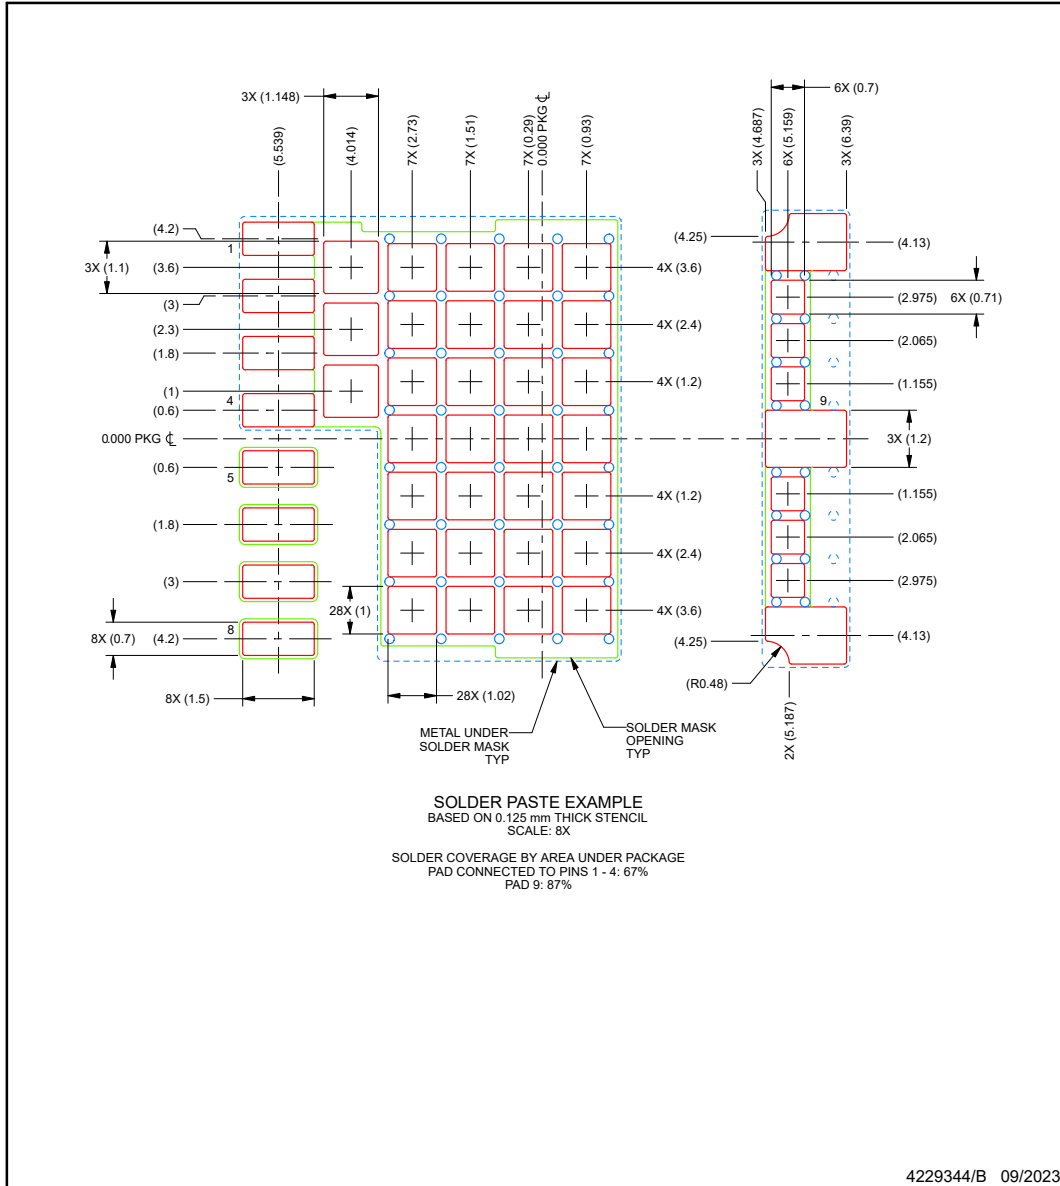 3X (1.148)
(5.539)
(4.014)
7X (2.73)
7X (1.51)
7X (0.29)
0.000 PKG ℄
7X (0.93)
6X (0.7)
3X (4.687)
6X (5.159)
3X (6.39)
(4.2)
1
3X (1.1)
(3.6)
(3)
(2.3)
(1.8)
(1)
4
(0.6)
0.000 PKG ℄
(0.6)
5
(1.8)
(3)
8
8X (0.7)
(4.2)
8X (1.5)
4X (3.6)
4X (2.4)
4X (1.2)
4X (1.2)
4X (2.4)
28X (1)
4X (3.6)
28X (1.02)
(4.25)
(4.13)
(2.975)
6X (0.71)
(2.065)
(1.155)
9
3X (1.2)
(1.155)
(2.065)
(2.975)
(4.25)
(4.13)
(R0.48)
2X (5.187)
METAL UNDER
SOLDER MASK
TYP
SOLDER MASK
OPENING
TYP
SOLDER PASTE EXAMPLE
BASED ON 0.125 mm THICK STENCIL
SCALE: 8X
SOLDER COVERAGE BY AREA UNDER PACKAGE
PAD CONNECTED TO PINS 1 - 4: 67%
PAD 9: 87%
4229344/B 09/2023